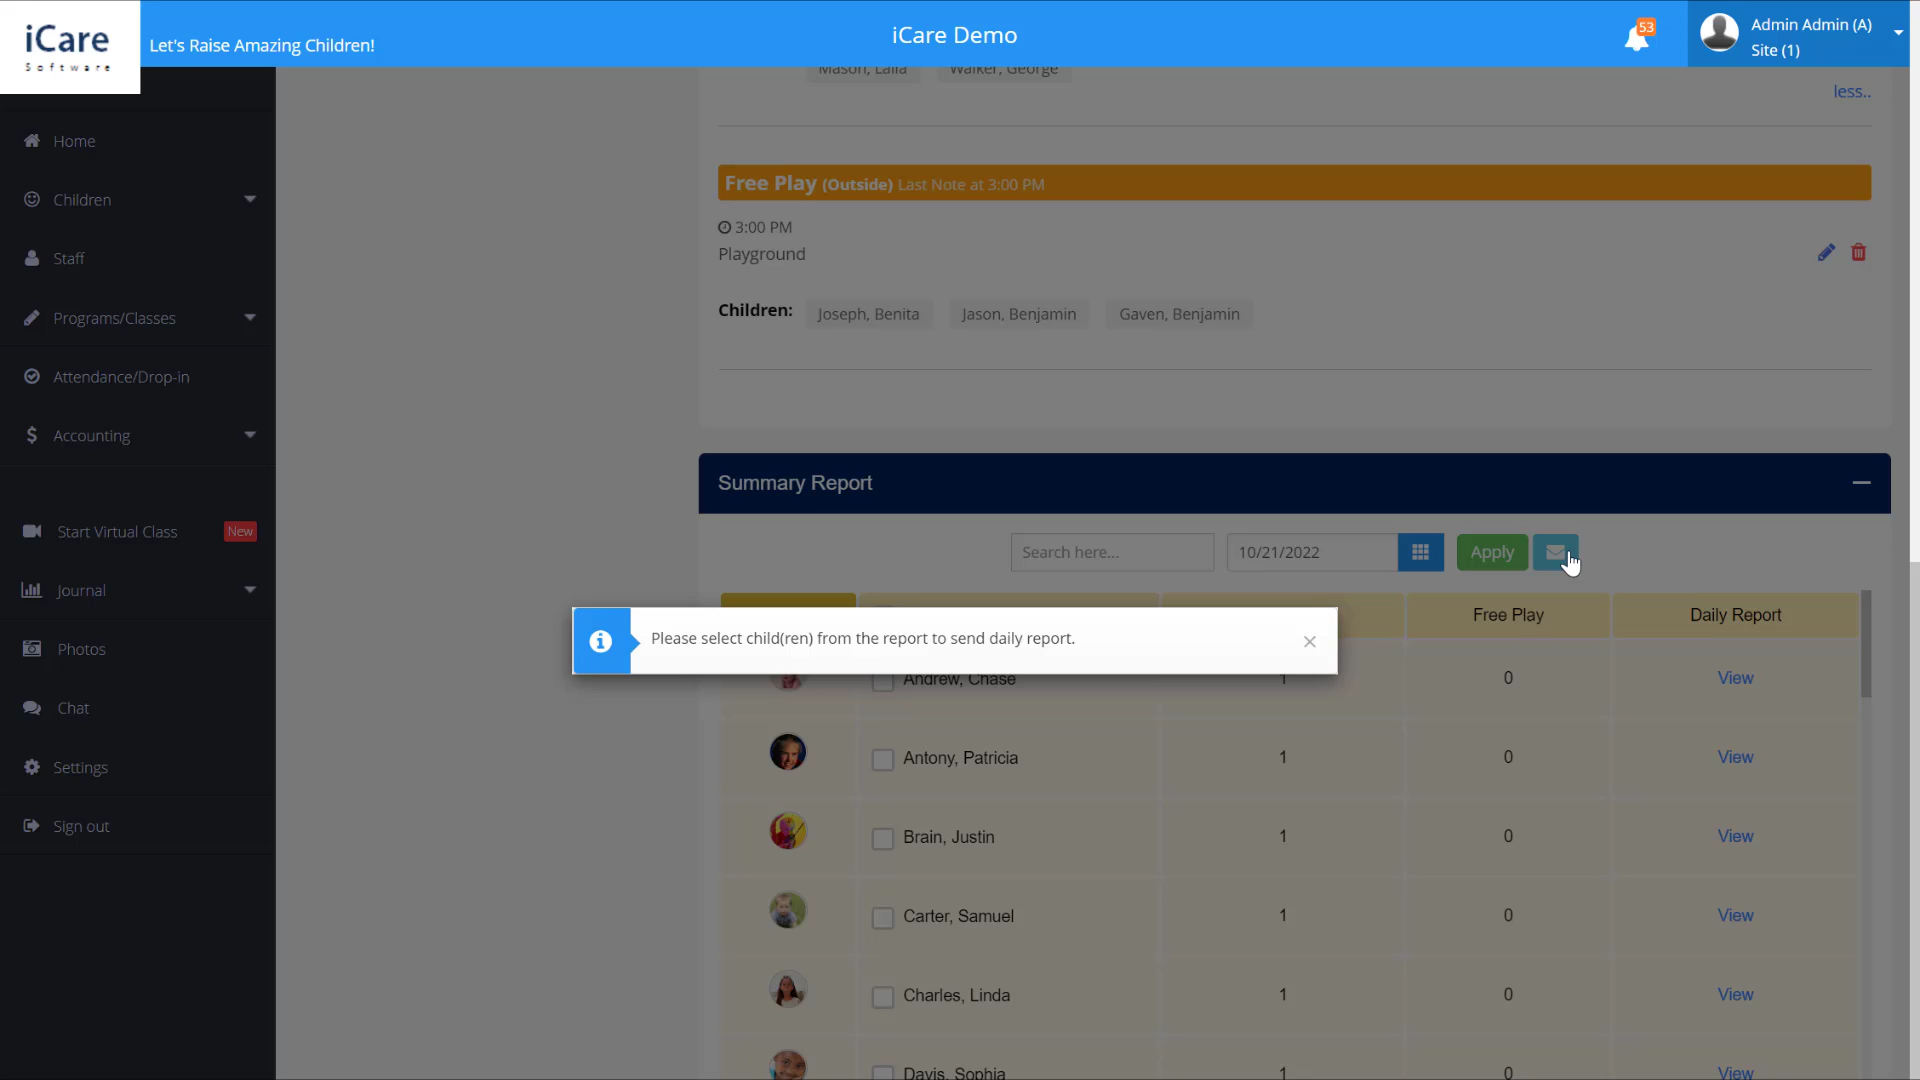 iCare
Software
Let's Raise Amazing Children!
iCare Demo
53
Admin Admin (A)
Site (1)
Home
Children
Staff
Programs/Classes
Attendance/Drop-in
Accounting
Start Virtual Class New
Journal
Photos
Chat
Settings
Sign out
Mason, Laila Walker, George
less..
Free Play (Outside) Last Note at 3:00 PM
3:00 PM
Playground
Children: Joseph, Benita Jason, Benjamin Gaven, Benjamin
Summary Report
Search here... 10/21/2022 Apply
Free Play Daily Report
Please select child(ren) from the report to send daily report.
Andrew, Chase 1 0 View
Antony, Patricia 1 0 View
Brain, Justin 1 0 View
Carter, Samuel 1 0 View
Charles, Linda 1 0 View
Davis, Sophia 1 0 View